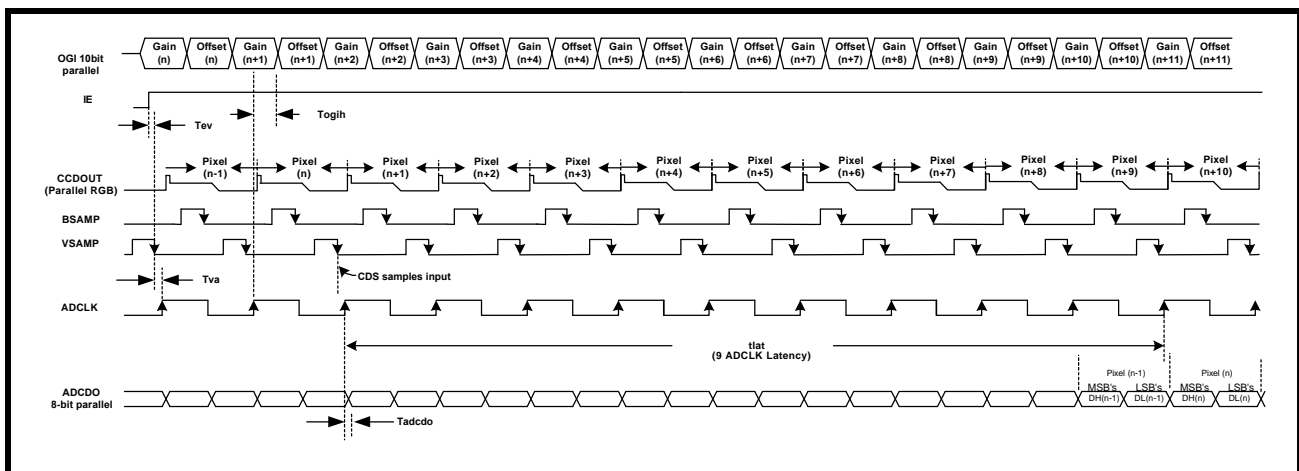 OGI 10bit
parallel
Gain
(n)
Offset
(n)
Gain
(n+1)
Offset
(n+1)
Gain
(n+2)
Offset
(n+2)
Gain
(n+3)
Offset
(n+3)
Gain
(n+4)
Offset
(n+4)
Gain
(n+5)
Offset
(n+5)
Gain
(n+6)
Offset
(n+6)
Gain
(n+7)
Offset
(n+7)
Gain
(n+8)
Offset
(n+8)
Gain
(n+9)
Offset
(n+9)
Gain
(n+10)
Offset
(n+10)
Gain
(n+11)
Offset
(n+11)
IE
Tev
Togih
CCDOUT
(Parallel RGB)
Pixel
(n-1)
Pixel
(n)
Pixel
(n+1)
Pixel
(n+2)
Pixel
(n+3)
Pixel
(n+4)
Pixel
(n+5)
Pixel
(n+6)
Pixel
(n+7)
Pixel
(n+8)
Pixel
(n+9)
Pixel
(n+10)
BSAMP
VSAMP
Tva
CDS samples input
ADCLK
tlat
(9 ADCLK Latency)
Pixel (n-1)
Pixel (n)
ADCDO
8-bit parallel
MSB's
DH(n-1)
LSB's
DL(n-1)
MSB's
DH(n)
LSB's
DL(n)
Tadcdo